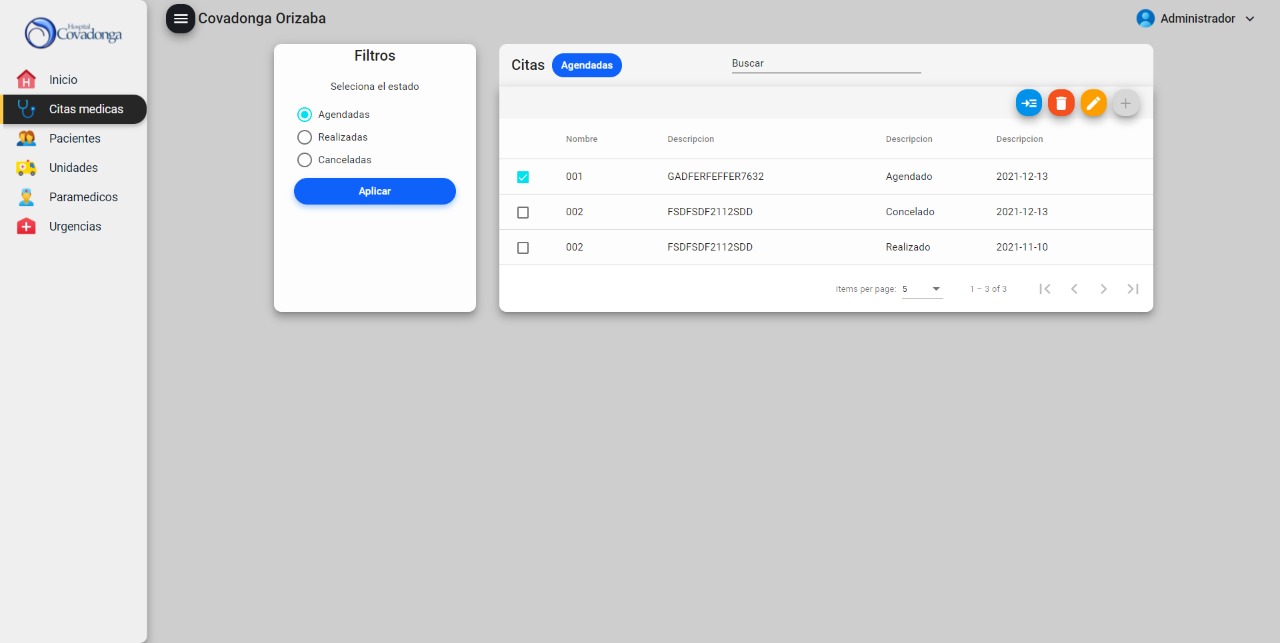 Hospital
Covadonga
Inicio
Citas medicas
Pacientes
Unidades
Paramedicos
Urgencias
Covadonga Orizaba
Administrador
Filtros
Selaciona el estado
Agendadas
Realizadas
Canceladas
Aplicar
Citas Agendadas
Buscar
Nombre Descripcion Descripcion Descripcion
001 GADFERFEFFER7632 Agendado 2021-12-13
002 FSDFSDF2112SDD Concelado 2021-12-13
002 FSDFSDF2112SDD Realizado 2021-11-10
Items per page: 5 1 – 3 of 3